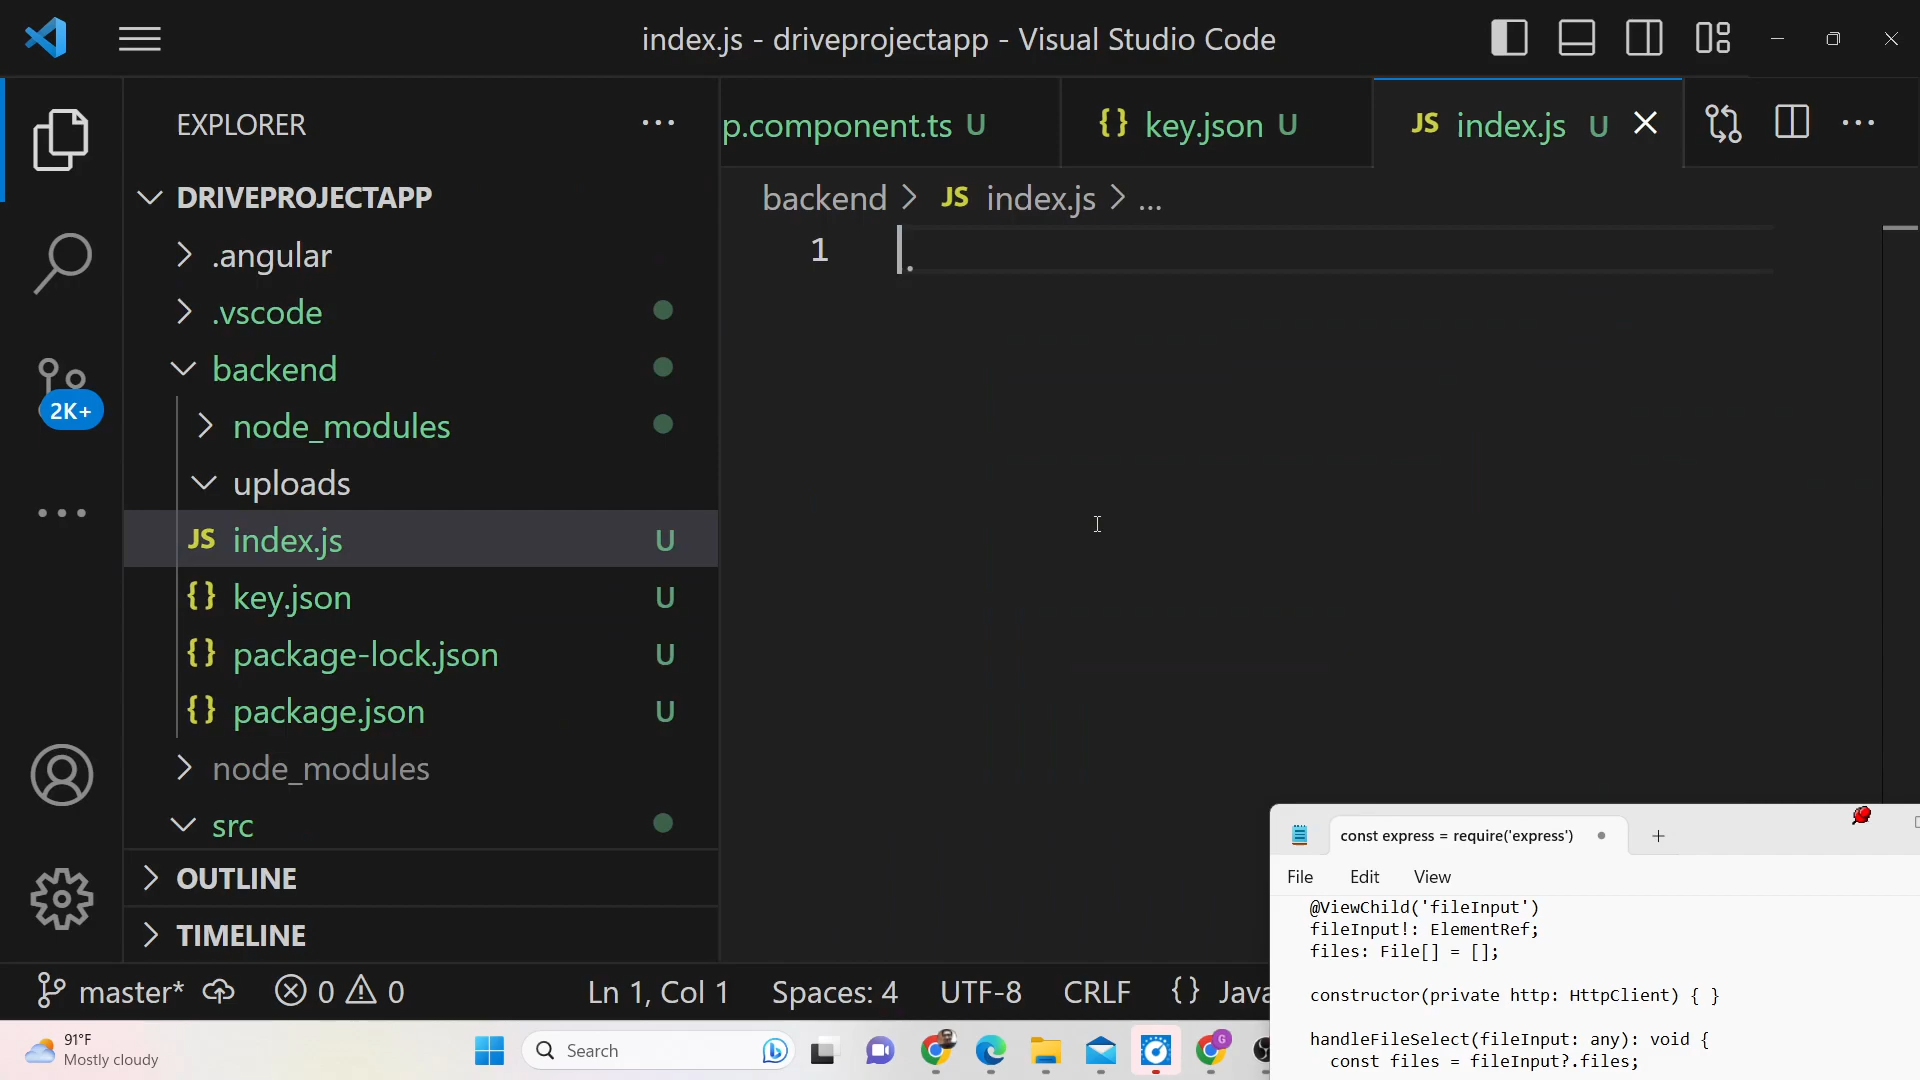 index.js - driveprojectapp - Visual Studio Code
EXPLORER
p.component.ts U
{} key.json U
JS index.js U
DRIVEPROJECTAPP
backend > JS index.js > ...
1
.angular
.vscode
backend
node_modules
uploads
JS index.js U
{} key.json U
{} package-lock.json U
{} package.json U
node_modules
src
OUTLINE
TIMELINE
2K+
const express = require('express')
File Edit View
@ViewChild('fileInput')
fileInput!: ElementRef;
files: File[] = [];
constructor(private http: HttpClient) { }
handleFileSelect(fileInput: any): void {
const files = fileInput?.files;
master* 0 0 Ln 1, Col 1 Spaces: 4 UTF-8 CRLF {} Java
91°F
Mostly cloudy
Search
G